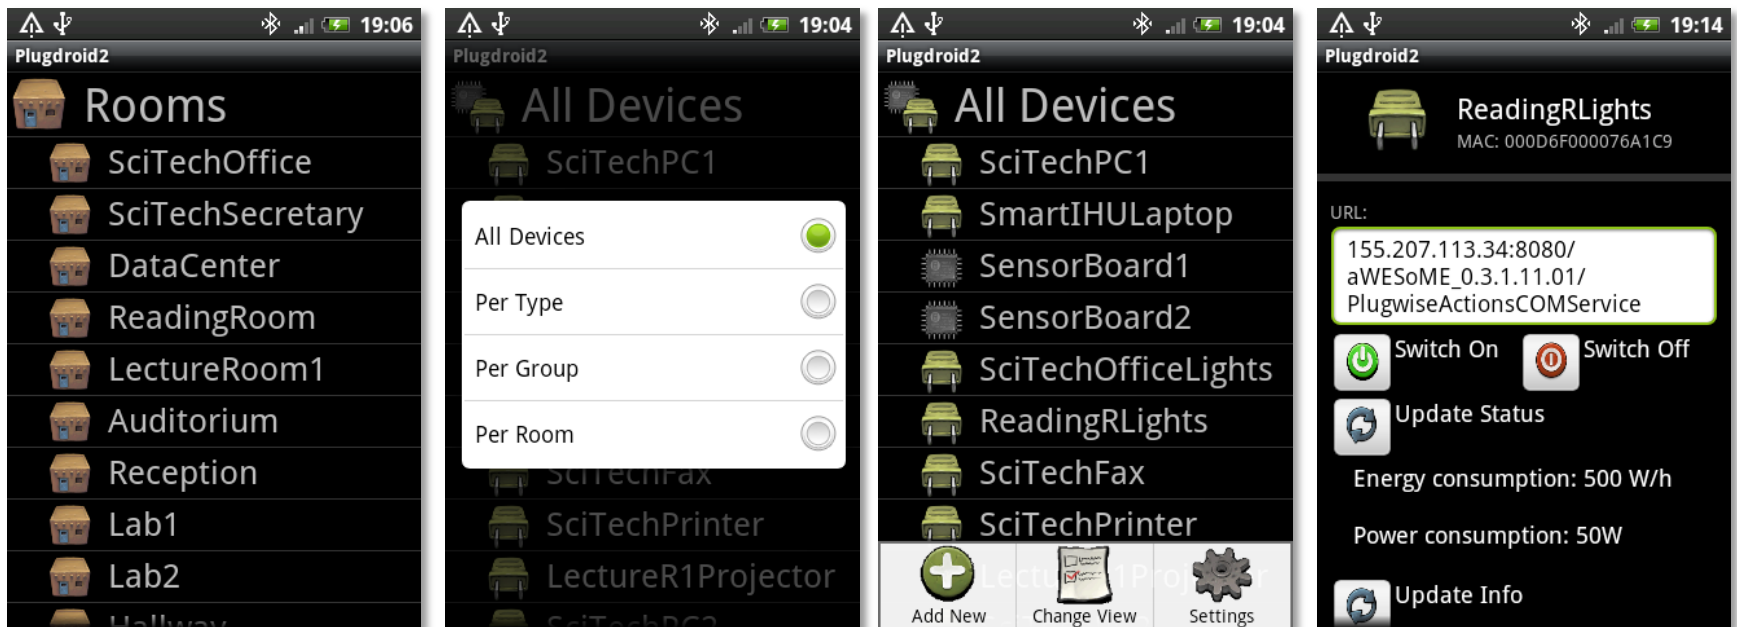 19:06
Plugdroid2
Rooms
SciTechOffice
SciTechSecretary
DataCenter
ReadingRoom
LectureRoom1
Auditorium
Reception
Lab1
Lab2
Hallway
19:04
Plugdroid2
All Devices
SciTechPC1
All Devices
Per Type
Per Group
Per Room
SciTechFax
SciTechPrinter
LectureR1Projector
SciTechPC2
19:04
Plugdroid2
All Devices
SciTechPC1
SmartIHULaptop
SensorBoard1
SensorBoard2
SciTechOfficeLights
ReadingRLights
SciTechFax
SciTechPrinter
LectureR1Projector
Add New
Change View
Settings
19:14
Plugdroid2
ReadingRLights
MAC: 000D6F000076A1C9
URL:
155.207.113.34:8080/
aWESoME_0.3.1.11.01/
PlugwiseActionsCOMService
Switch On
Switch Off
Update Status
Energy consumption: 500 W/h
Power consumption: 50W
Update Info